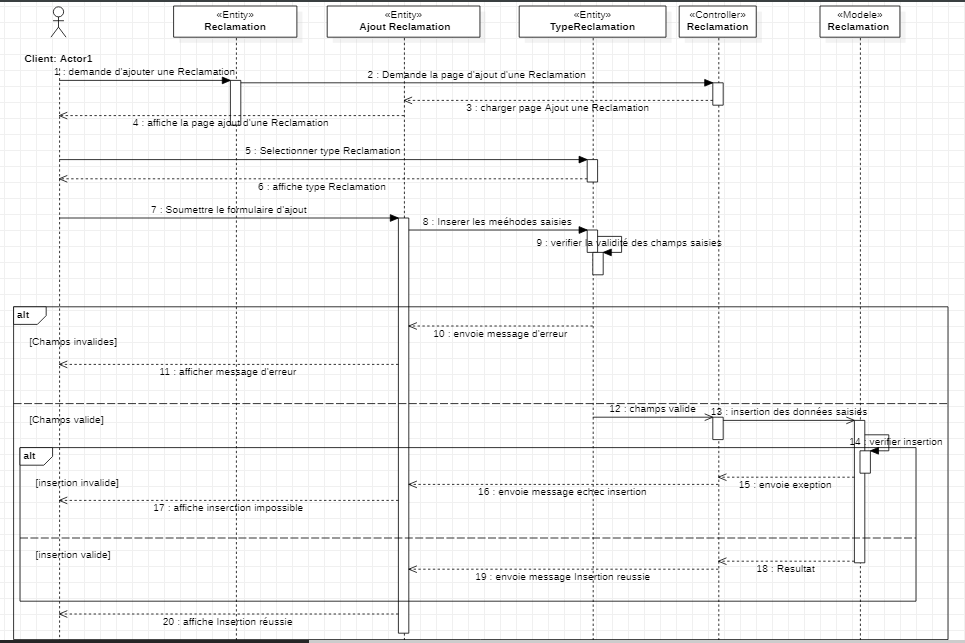 «Entity»
Reclamation
«Entity»
Ajout Reclamation
«Entity»
TypeReclamation
«Controller»
Reclamation
«Modele»
Reclamation
Client: Actor1
1 : demande d'ajouter une Reclamation
2 : Demande la page d'ajout d'une Reclamation
3 : charger page Ajout une Reclamation
4 : affiche la page ajout d'une Reclamation
5 : Selectionner type Reclamation
6 : affiche type Reclamation
7 : Soumettre le formulaire d'ajout
8 : Inserer les meéhodes saisies
9 : verifier la validité des champs saisies
alt
10 : envoie message d'erreur
[Champs invalides]
11 : afficher message d'erreur
12 : champs valide
13 : insertion des données saisiés
[Champs valide]
14 : verifier insertion
alt
[insertion invalide]
15 : envoie exeption
16 : envoie message echec insertion
17 : affiche inserction impossible
[insertion valide]
18 : Resultat
19 : envoie message Insertion reussie
20 : affiche Insertion réussie